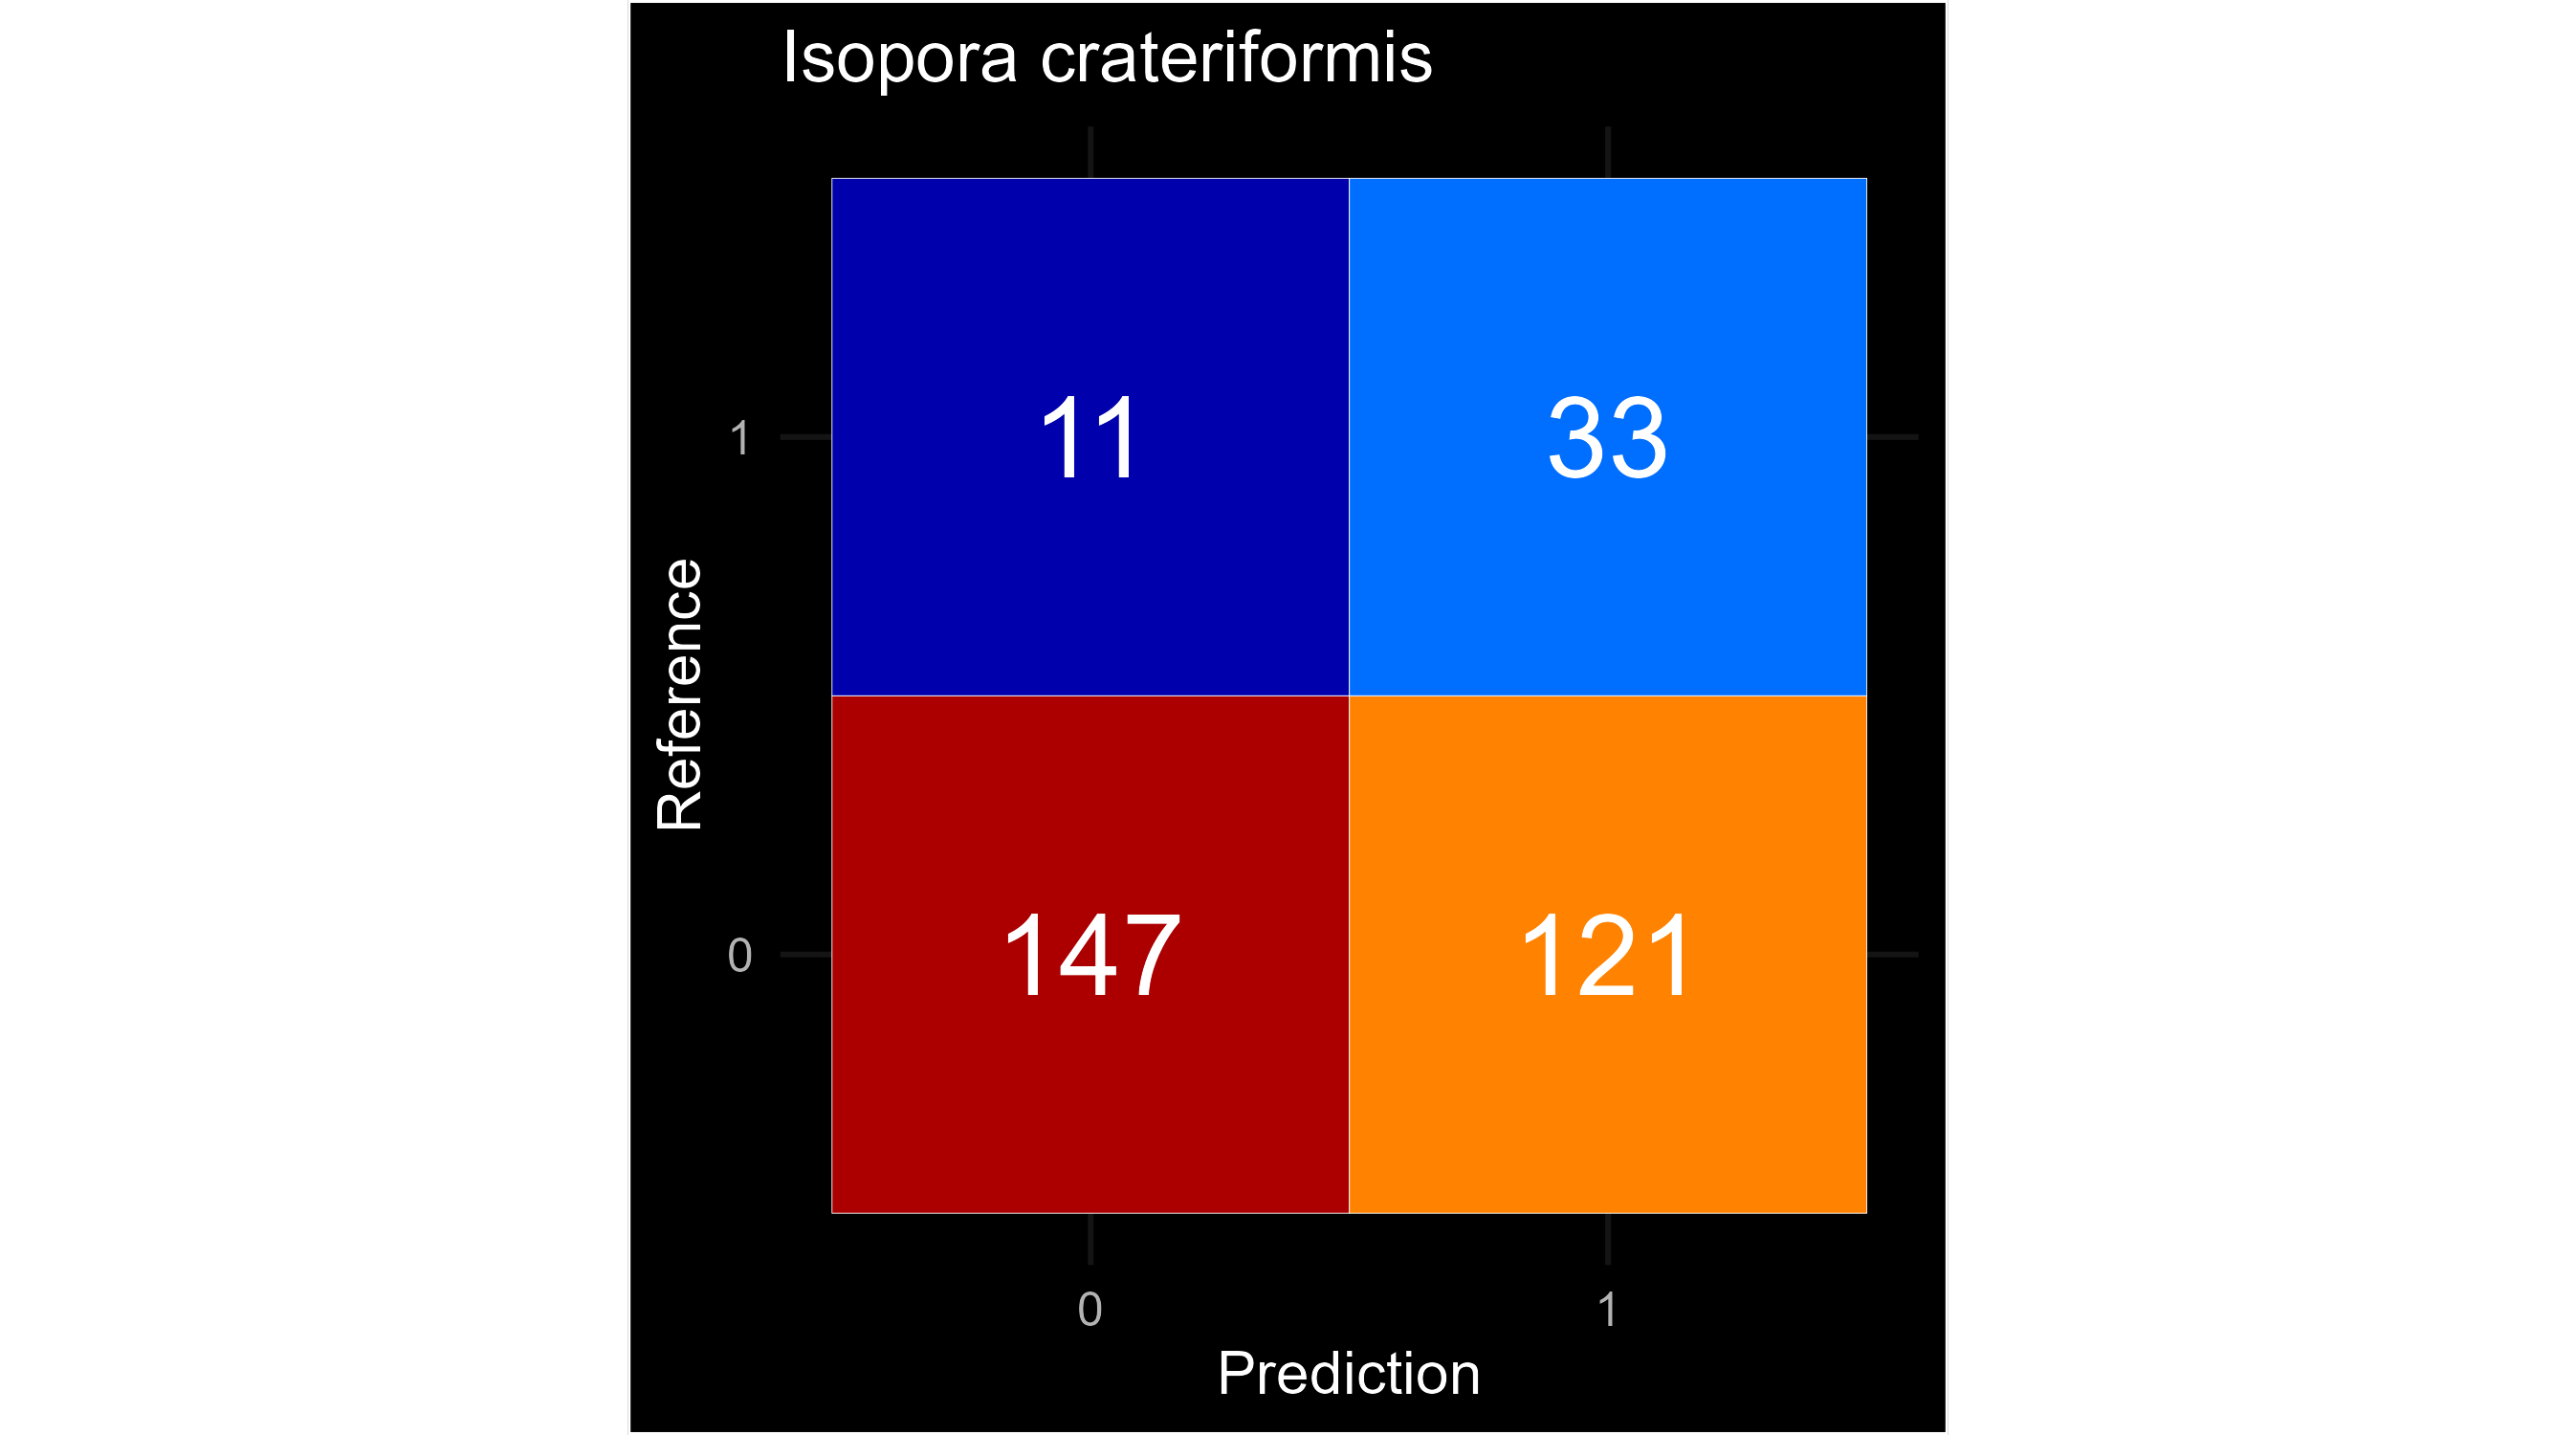 Isopora crateriformis
11 33
1
Reference
147 121
0
0 1
Prediction